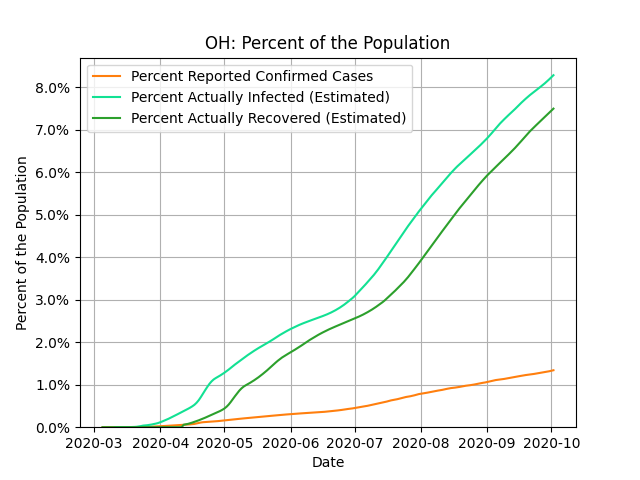 OH: Percent of the Population
Percent Reported Confirmed Cases
Percent Actually Infected (Estimated)
Percent Actually Recovered (Estimated)
Percent of the Population
8.0%
7.0%
6.0%
5.0%
4.0%
3.0%
2.0%
1.0%
0.0%
2020-03 2020-04 2020-05 2020-06 2020-07 2020-08 2020-09 2020-10
Date